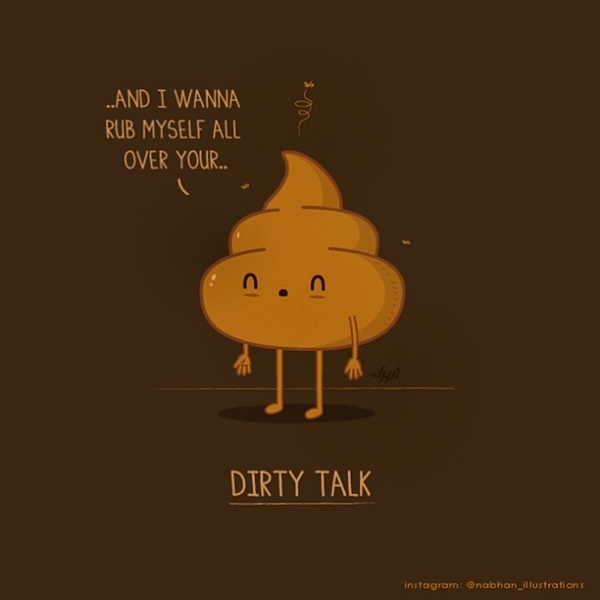 ..AND I WANNA
RUB MYSELF ALL
OVER YOUR..
DIRTY TALK
instagram: @nabhan_illustrations